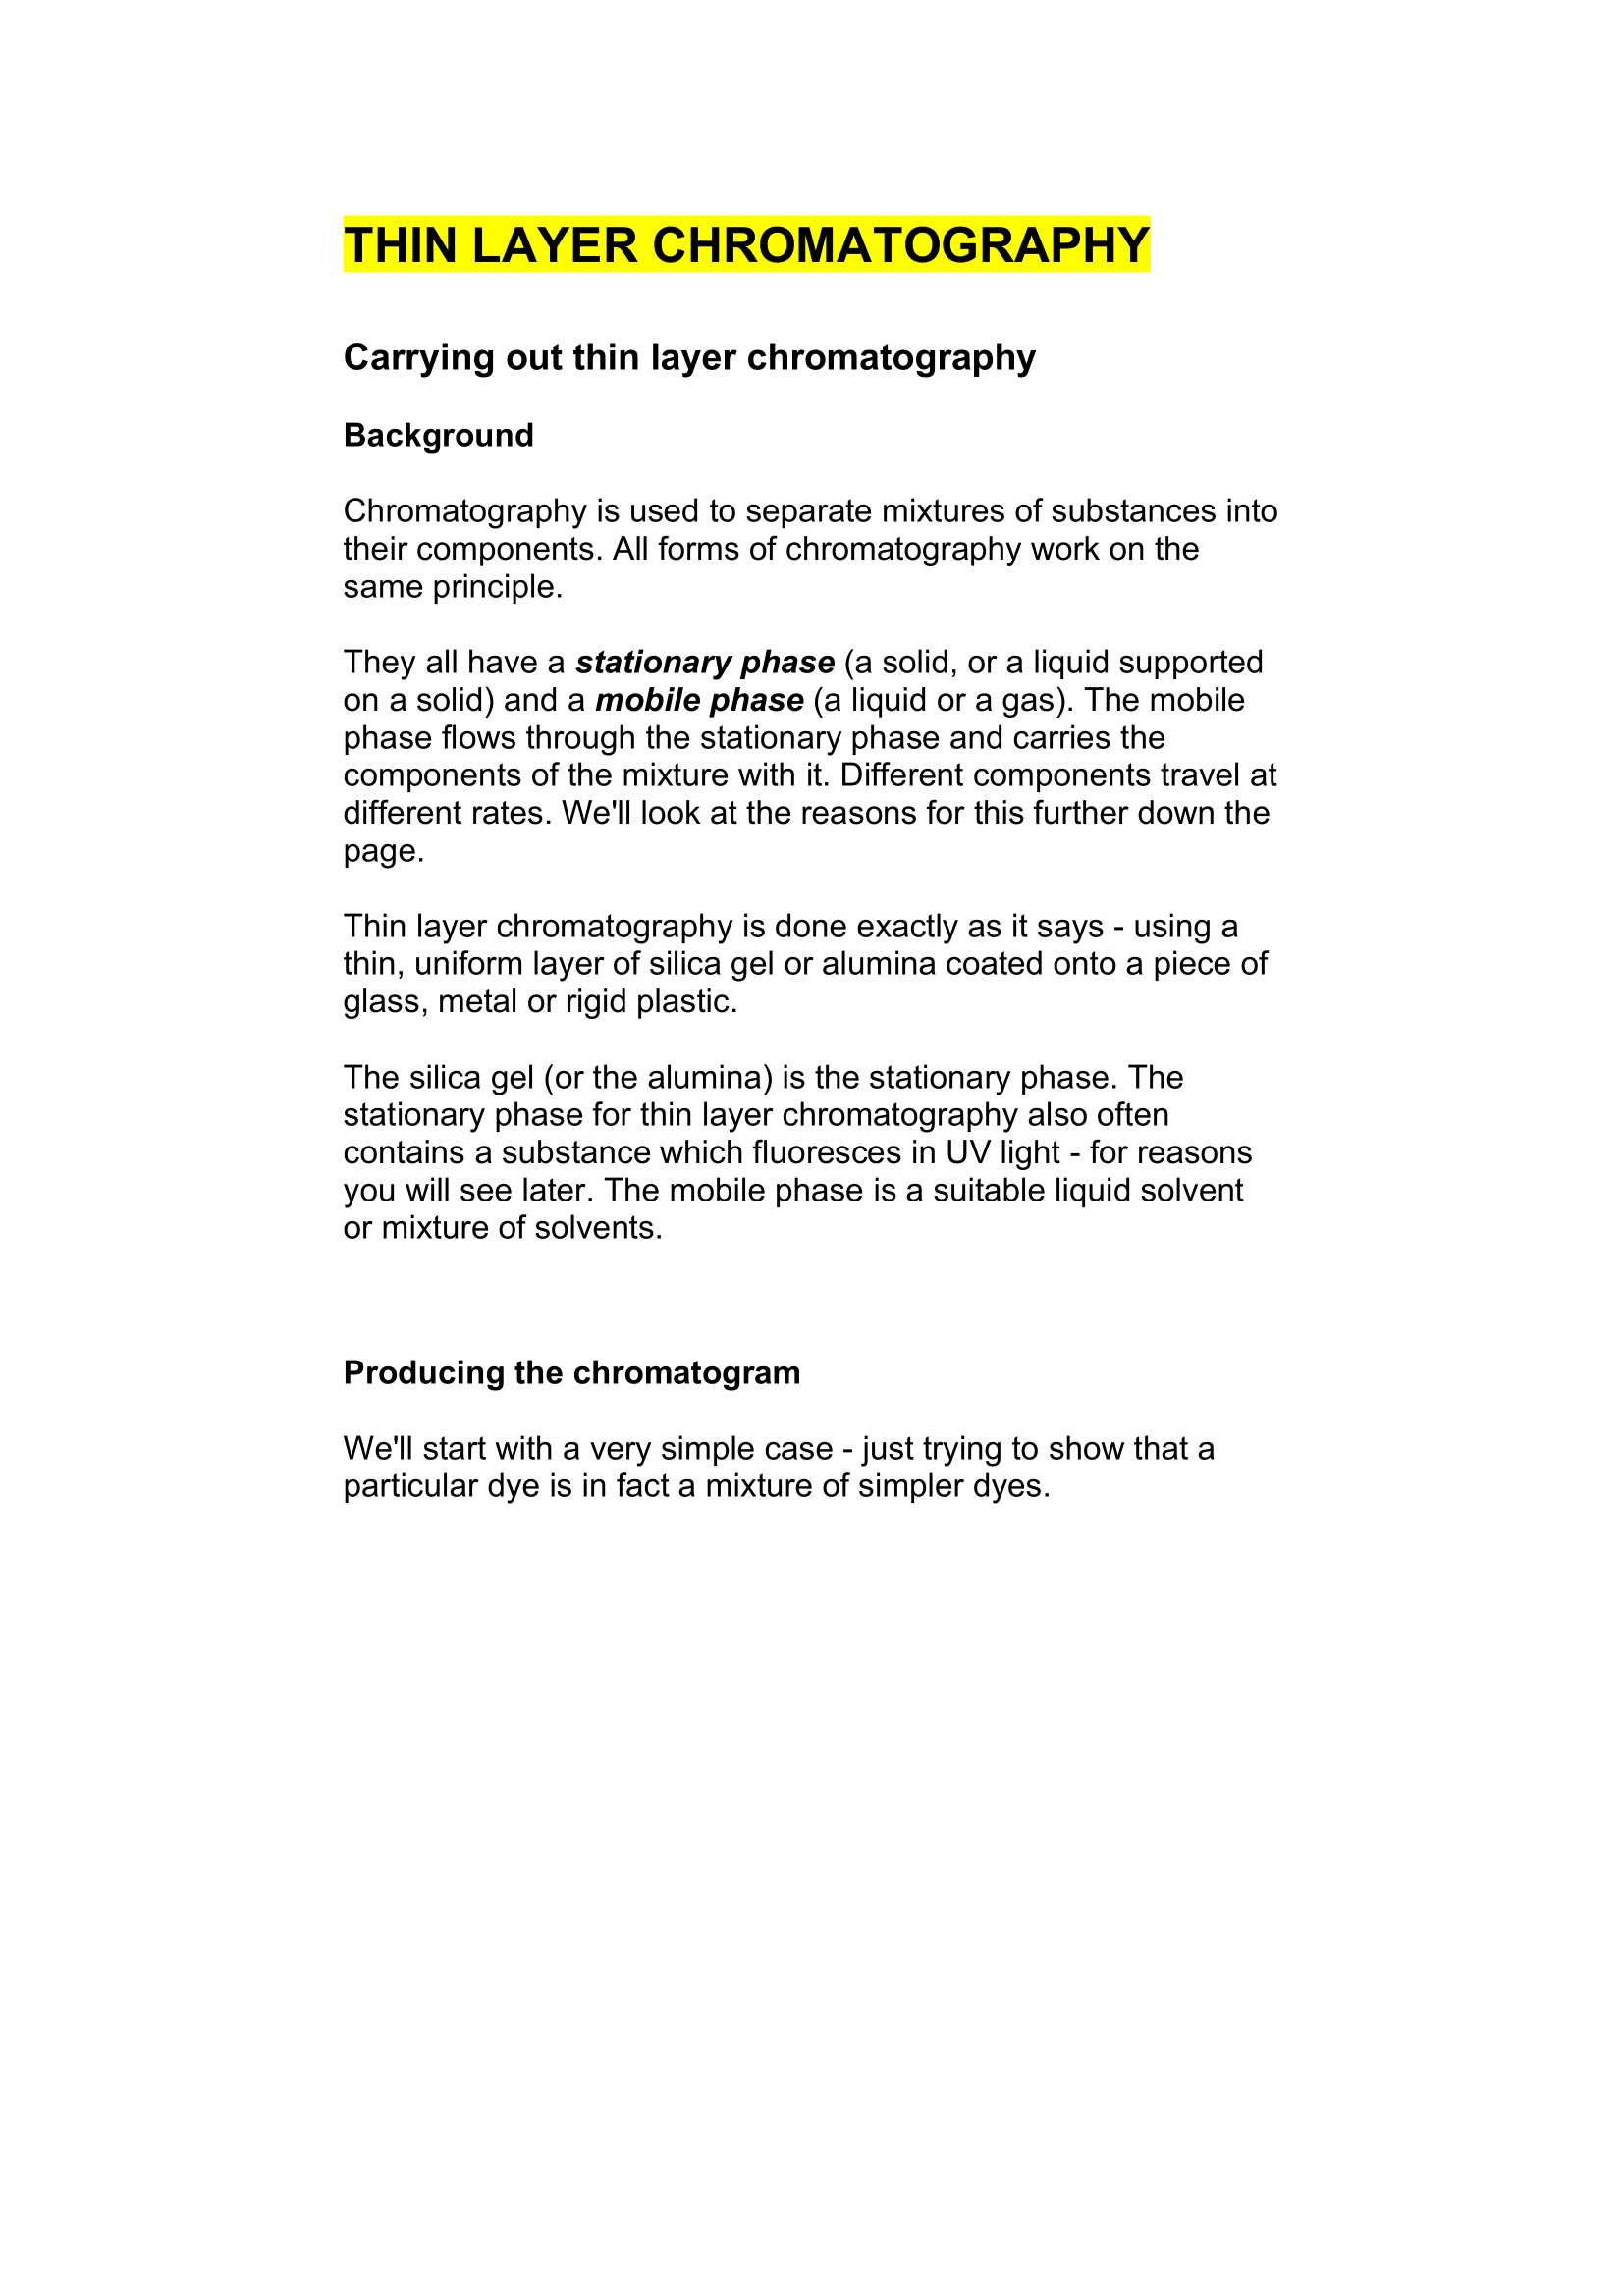 THIN LAYER CHROMATOGRAPHY
Carrying out thin layer chromatography
Background
Chromatography is used to separate mixtures of substances into
their components. All forms of chromatography work on the
same principle.
They all have a stationary phase (a solid, or a liquid supported
on a solid) and a mobile phase (a liquid or a gas). The mobile
phase flows through the stationary phase and carries the
components of the mixture with it. Different components travel at
different rates. We'll look at the reasons for this further down the
page.
Thin layer chromatography is done exactly as it says - using a
thin, uniform layer of silica gel or alumina coated onto a piece of
glass, metal or rigid plastic.
The silica gel (or the alumina) is the stationary phase. The
stationary phase for thin layer chromatography also often
contains a substance which fluoresces in UV light - for reasons
you will see later. The mobile phase is a suitable liquid solvent
or mixture of solvents.
Producing the chromatogram
We'll start with a very simple case - just trying to show that a
particular dye is in fact a mixture of simpler dyes.